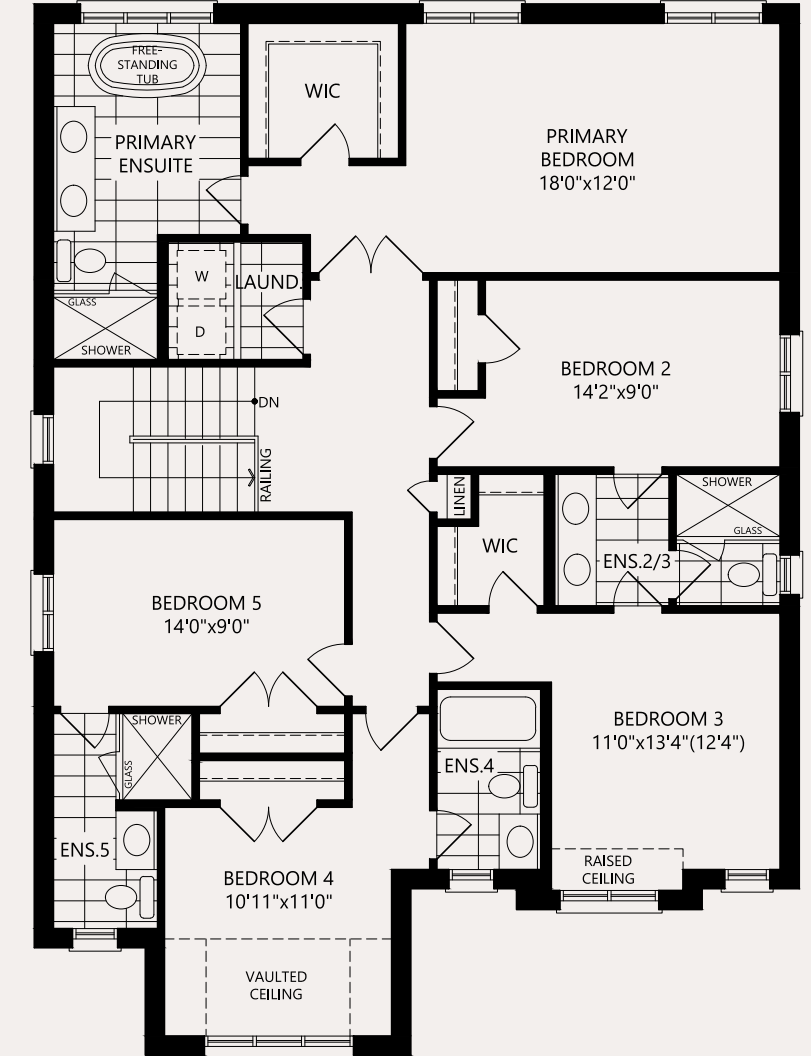 FREE-
STANDING
TUB
WIC
PRIMARY
ENSUITE
PRIMARY
BEDROOM
18'0"x12'0"
W
LAUND.
D
GLASS
SHOWER
BEDROOM 2
14'2"x9'0"
DN
RAILING
LINEN
WIC
SHOWER
GLASS
ENS.2/3
BEDROOM 5
14'0"x9'0"
SHOWER
GLASS
BEDROOM 3
11'0"x13'4"(12'4")
ENS.4
ENS.5
RAISED
CEILING
BEDROOM 4
10'11"x11'0"
VAULTED
CEILING